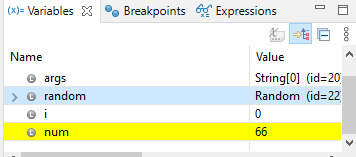 (x)= Variables Breakpoints Expressions
Name Value
args String[0] (id=20)
random Random (id=22)
i 0
num 66